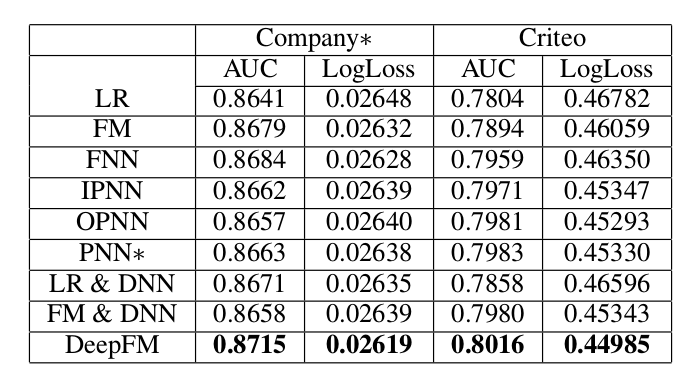 Company∗ Criteo
AUC LogLoss AUC LogLoss
LR 0.8641 0.02648 0.7804 0.46782
FM 0.8679 0.02632 0.7894 0.46059
FNN 0.8684 0.02628 0.7959 0.46350
IPNN 0.8662 0.02639 0.7971 0.45347
OPNN 0.8657 0.02640 0.7981 0.45293
PNN∗ 0.8663 0.02638 0.7983 0.45330
LR & DNN 0.8671 0.02635 0.7858 0.46596
FM & DNN 0.8658 0.02639 0.7980 0.45343
DeepFM 0.8715 0.02619 0.8016 0.44985